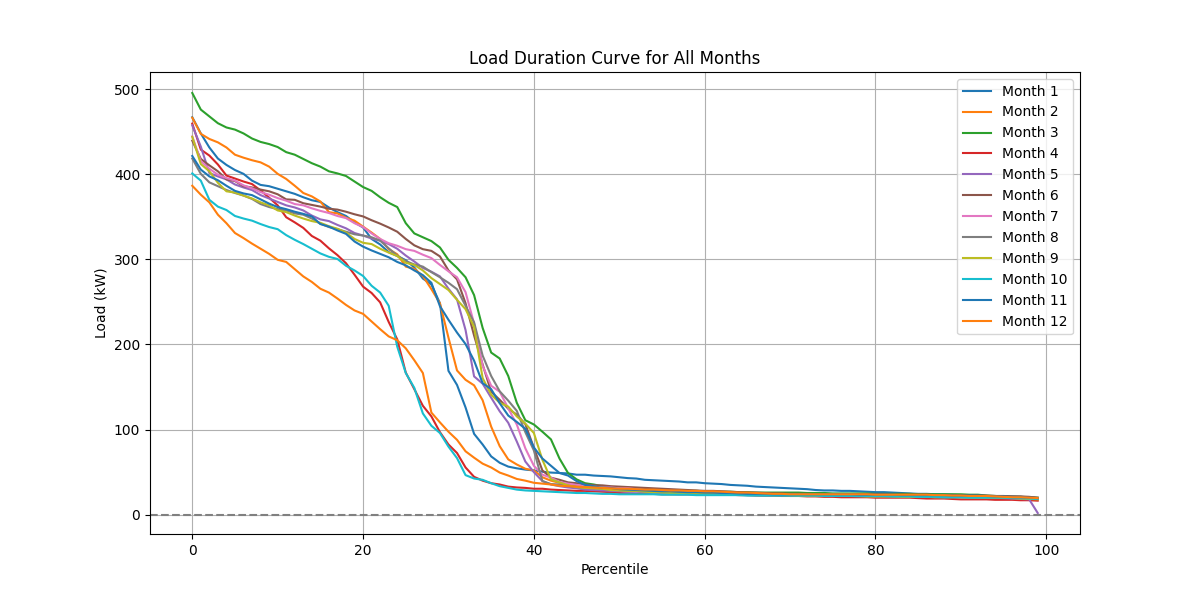 Load Duration Curve for All Months
Load (kW)
500
400
300
200
100
0
0
20
40
60
80
100
Percentile
Month 1
Month 2
Month 3
Month 4
Month 5
Month 6
Month 7
Month 8
Month 9
Month 10
Month 11
Month 12